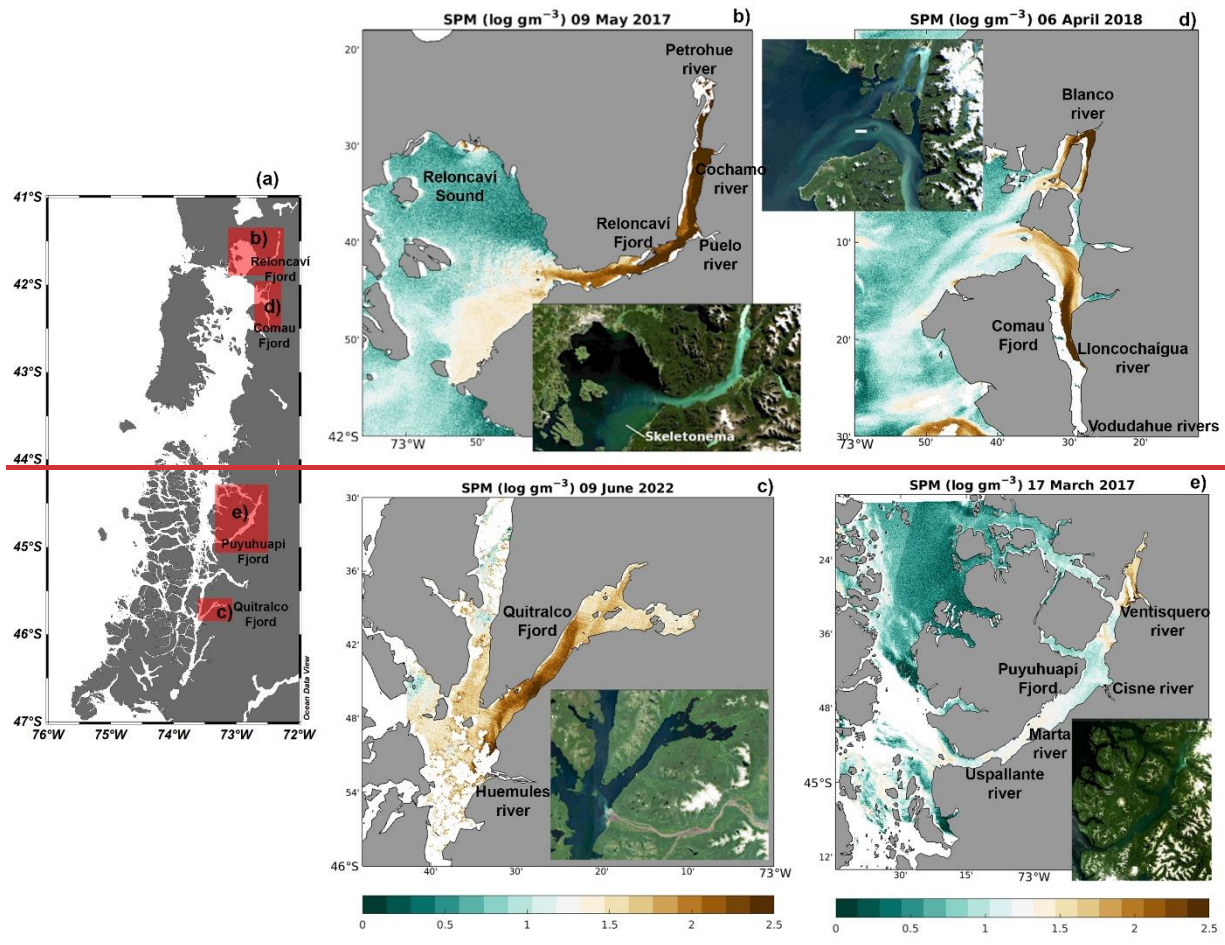 (a)
41°S
42°S
43°S
44°S
45°S
46°S
47°S
76°W
75°W
74°W
73°W
72°W
b)
Reloncaví
Fjord
d)
Comau
Fjord
e)
Puyuhuapi
Fjord
c)
Quitralco
Fjord
Ocean Data View
SPM (log gm⁻³) 09 May 2017
b)
20'
30'
40'
50'
42°S
73°W
50'
40'
Petrohue
river
Cochamo
river
Reloncaví
Sound
Reloncaví
Fjord
Puelo
river
Skeletonema
SPM (log gm⁻³) 06 April 2018
d)
Blanco
river
10'
20'
30'
73°W
50'
40'
30'
20'
Comau
Fjord
Lloncochaígua
river
Vodudahue rivers
SPM (log gm⁻³) 09 June 2022
c)
30'
36'
42'
48'
54'
46°S
40'
30'
20'
10'
73°W
Quitralco
Fjord
Huemules
river
0
0.5
1
1.5
2
2.5
SPM (log gm⁻³) 17 March 2017
e)
24'
36'
48'
45°S
12'
30'
15'
73°W
Ventisquero
river
Puyuhuapí
Fjord
Cisne river
Marta
river
Uspallante
river
0
0.5
1
1.5
2
2.5